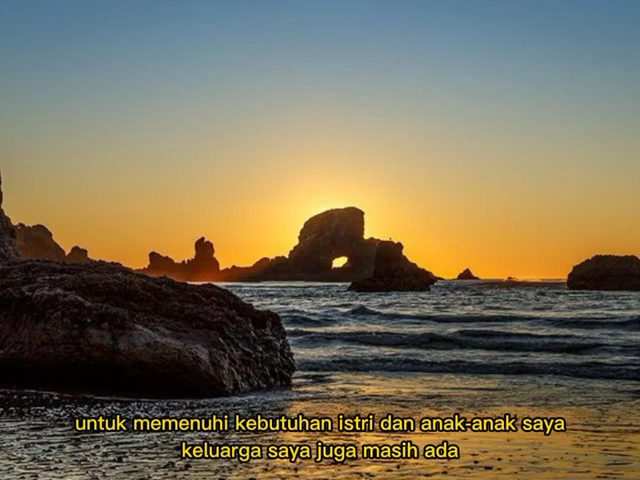 untuk memenuhi kebutuhan istri dan anak-anak saya
keluarga saya juga masih ada